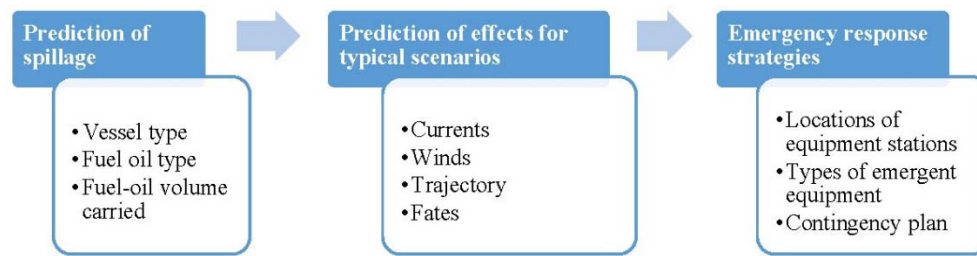 Prediction of
spillage
• Vessel type
• Fuel oil type
• Fuel-oil volume
carried
Prediction of effects for
typical scenarios
• Currents
• Winds
• Trajectory
• Fates
Emergency response
strategies
• Locations of
equipment stations
• Types of emergent
equipment
• Contingency plan